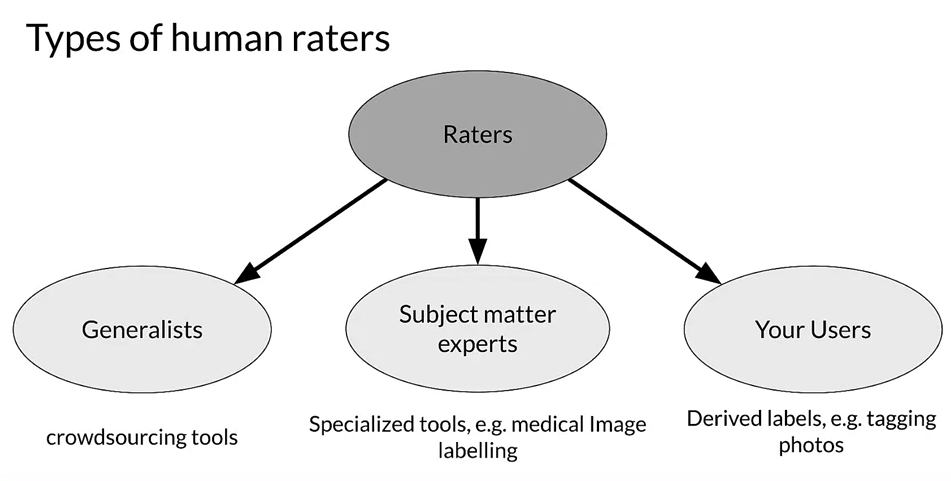 Types of human raters
Raters
Generalists
Subject matter
experts
Your Users
crowdsourcing tools
Specialized tools, e.g. medical Image
labelling
Derived labels, e.g. tagging
photos